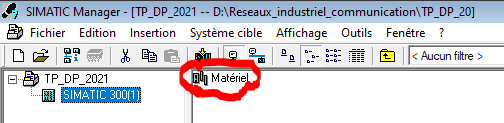 SIMATIC Manager - [TP_DP_2021 -- D:\Reseaux_industriel_communication\TP_DP_20]
Fichier Edition Insertion Système cible Affichage Outils Fenêtre ?
< Aucun filtre >
TP_DP_2021
Matériel
SIMATIC 300(1)